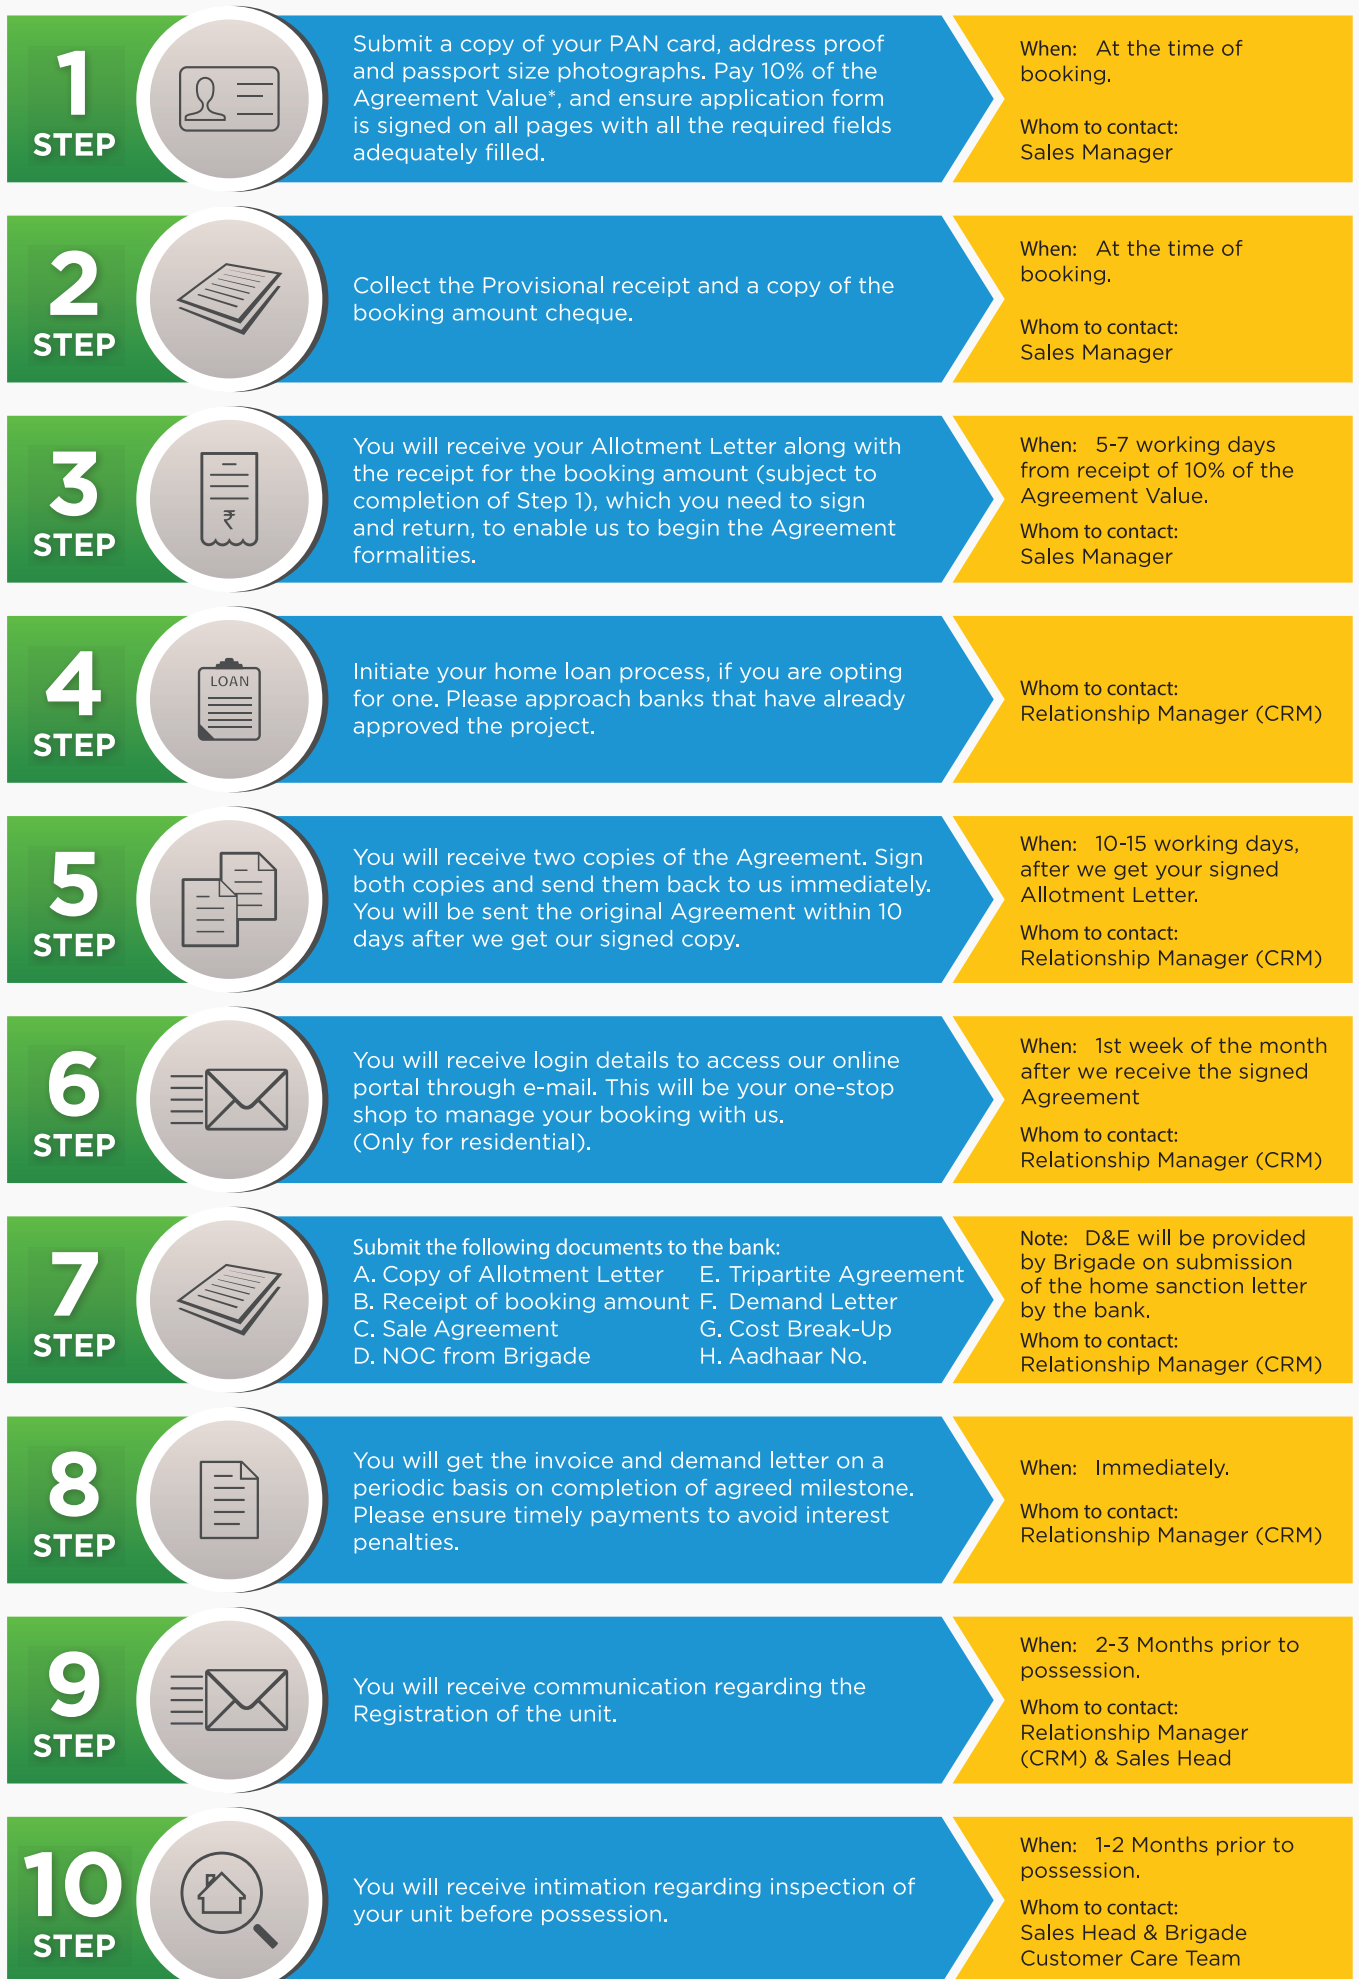 1
STEP
Submit a copy of your PAN card, address proof
and passport size photographs. Pay 10% of the
Agreement Value*, and ensure application form
is signed on all pages with all the required fields
adequately filled.
When: At the time of
booking.
Whom to contact:
Sales Manager
2
STEP
Collect the Provisional receipt and a copy of the
booking amount cheque.
When: At the time of
booking.
Whom to contact:
Sales Manager
3
STEP
₹
You will receive your Allotment Letter along with
the receipt for the booking amount (subject to
completion of Step 1), which you need to sign
and return, to enable us to begin the Agreement
formalities.
When: 5-7 working days
from receipt of 10% of the
Agreement Value.
Whom to contact:
Sales Manager
4
STEP
LOAN
Initiate your home loan process, if you are opting
for one. Please approach banks that have already
approved the project.
Whom to contact:
Relationship Manager (CRM)
5
STEP
You will receive two copies of the Agreement. Sign
both copies and send them back to us immediately.
You will be sent the original Agreement within 10
days after we get our signed copy.
When: 10-15 working days,
after we get your signed
Allotment Letter.
Whom to contact:
Relationship Manager (CRM)
6
STEP
You will receive login details to access our online
portal through e-mail. This will be your one-stop
shop to manage your booking with us.
(Only for residential).
When: 1st week of the month
after we receive the signed
Agreement
Whom to contact:
Relationship Manager (CRM)
7
STEP
Submit the following documents to the bank:
A. Copy of Allotment Letter
B. Receipt of booking amount
C. Sale Agreement
D. NOC from Brigade
E. Tripartite Agreement
F. Demand Letter
G. Cost Break-Up
H. Aadhaar No.
Note: D&E will be provided
by Brigade on submission
of the home sanction letter
by the bank.
Whom to contact:
Relationship Manager (CRM)
8
STEP
You will get the invoice and demand letter on a
periodic basis on completion of agreed milestone.
Please ensure timely payments to avoid interest
penalties.
When: Immediately.
Whom to contact:
Relationship Manager (CRM)
9
STEP
You will receive communication regarding the
Registration of the unit.
When: 2-3 Months prior to
possession.
Whom to contact:
Relationship Manager
(CRM) & Sales Head
10
STEP
You will receive intimation regarding inspection of
your unit before possession.
When: 1-2 Months prior to
possession.
Whom to contact:
Sales Head & Brigade
Customer Care Team